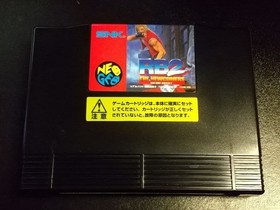 SNK
NEO
GEO
RB2
THE NEWCOMERS
注意
ゲームカートリッジは、本体に確実にセット
してください。カートリッジが正しくセット
されていないと、故障の原因となります。